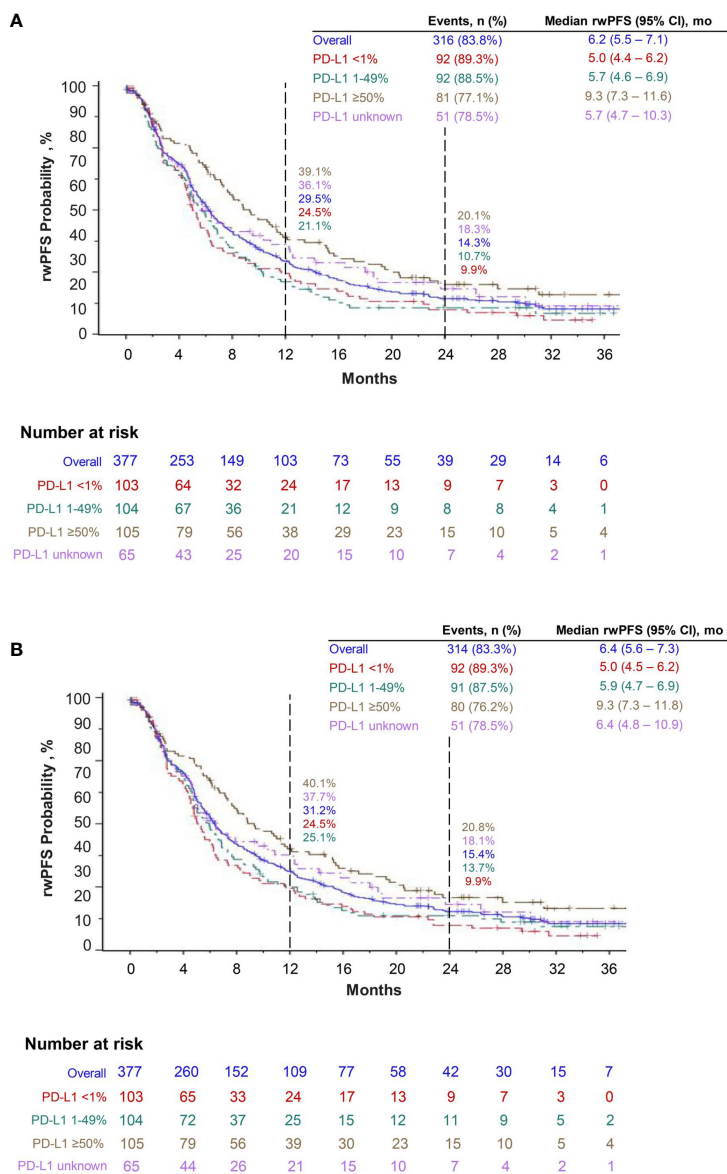 A
Events, n (%) Median rwPFS (95% CI), mo
Overall 316 (83.8%) 6.2 (5.5 – 7.1)
PD-L1 <1% 92 (89.3%) 5.0 (4.4 – 6.2)
PD-L1 1-49% 92 (88.5%) 5.7 (4.6 – 6.9)
PD-L1 ≥50% 81 (77.1%) 9.3 (7.3 – 11.6)
PD-L1 unknown 51 (78.5%) 5.7 (4.7 – 10.3)
rwPFS Probability , %
100
90
80
70
60
50
40
30
20
10
0
39.1%
36.1%
29.5%
24.5%
21.1%
20.1%
18.3%
14.3%
10.7%
9.9%
0 4 8 12 16 20 24 28 32 36
Months
Number at risk
Overall 377 253 149 103 73 55 39 29 14 6
PD-L1 <1% 103 64 32 24 17 13 9 7 3 0
PD-L1 1-49% 104 67 36 21 12 9 8 8 4 1
PD-L1 ≥50% 105 79 56 38 29 23 15 10 5 4
PD-L1 unknown 65 43 25 20 15 10 7 4 2 1
B
Events, n (%) Median rwPFS (95% CI), mo
Overall 314 (83.3%) 6.4 (5.6 – 7.3)
PD-L1 <1% 92 (89.3%) 5.0 (4.5 – 6.2)
PD-L1 1-49% 91 (87.5%) 5.9 (4.7 – 6.9)
PD-L1 ≥50% 80 (76.2%) 9.3 (7.3 – 11.8)
PD-L1 unknown 51 (78.5%) 6.4 (4.8 – 10.9)
rwPFS Probability , %
100
90
80
70
60
50
40
30
20
10
0
40.1%
37.7%
31.2%
24.5%
25.1%
20.8%
18.1%
15.4%
13.7%
9.9%
0 4 8 12 16 20 24 28 32 36
Months
Number at risk
Overall 377 260 152 109 77 58 42 30 15 7
PD-L1 <1% 103 65 33 24 17 13 9 7 3 0
PD-L1 1-49% 104 72 37 25 15 12 11 9 5 2
PD-L1 ≥50% 105 79 56 39 30 23 15 10 5 4
PD-L1 unknown 65 44 26 21 15 10 7 4 2 1